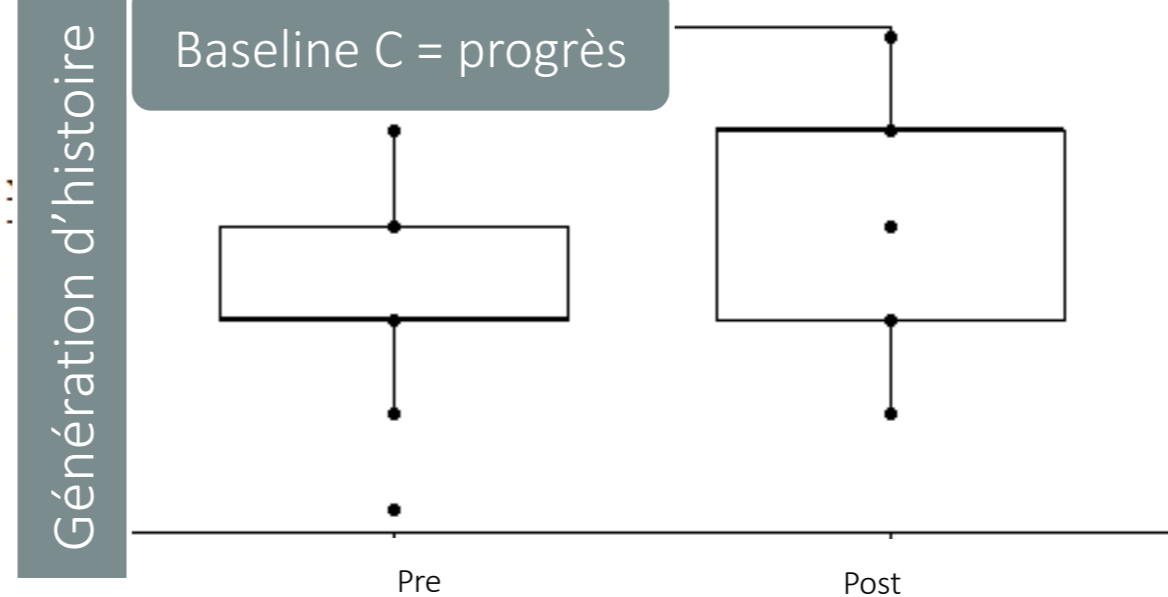 Génération d'histoire
Baseline C = progrès
Pre
Post